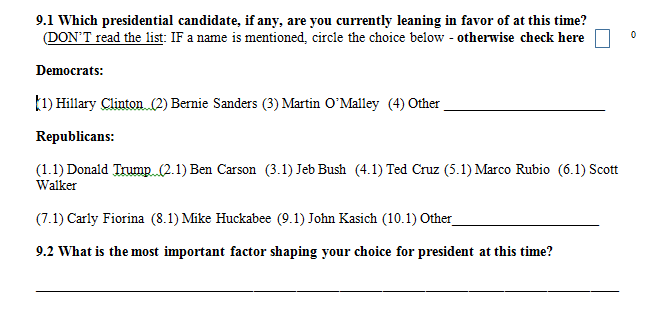 9.1 Which presidential candidate, if any, are you currently leaning in favor of at this time?
(DON'T read the list: IF a name is mentioned, circle the choice below - otherwise check here 0
Democrats:
(1) Hillary Clinton (2) Bernie Sanders (3) Martin O'Malley (4) Other ____________________
Republicans:
(1.1) Donald Trump (2.1) Ben Carson (3.1) Jeb Bush (4.1) Ted Cruz (5.1) Marco Rubio (6.1) Scott
Walker
(7.1) Carly Fiorina (8.1) Mike Huckabee (9.1) John Kasich (10.1) Other____________________
9.2 What is the most important factor shaping your choice for president at this time?